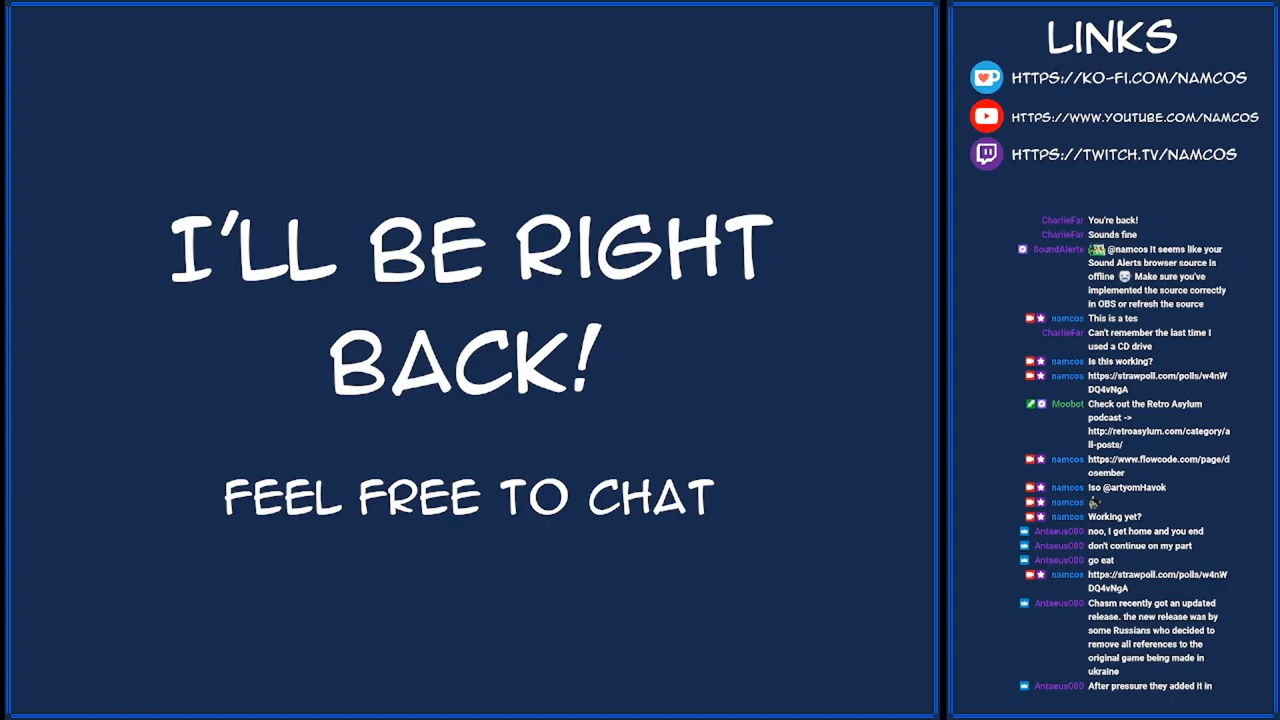 I'LL BE RIGHT
BACK!
FEEL FREE TO CHAT
LINKS
HTTPS://KO-FI.COM/NAMCOS
HTTPS://WWW.YOUTUBE.COM/NAMCOS
HTTPS://TWITCH.TV/NAMCOS
CharlieFar You're back!
CharlieFar Sounds fine
SoundAlerts @namcos It seems like your
Sound Alerts browser source is
offline Make sure you've
implemented the source correctly
in OBS or refresh the source
namcos This is a tes
CharlieFar Can't remember the last time I
used a CD drive
namcos Is this working?
namcos https://strawpoll.com/polls/w4nW
DQ4vNgA
Moobot Check out the Retro Asylum
podcast ->
http://retroasylum.com/category/a
ll-posts/
namcos https://www.flowcode.com/page/d
osember
namcos !so @artyomHavok
namcos
namcos Working yet?
Antaeus000 noo, I get home and you end
Antaeus000 don't continue on my part
Antaeus000 go eat
namcos https://strawpoll.com/polls/w4nW
DQ4vNgA
Antaeus000 Chasm recently got an updated
release. the new release was by
some Russians who decided to
remove all references to the
original game being made in
ukraine
Antaeus000 After pressure they added it in